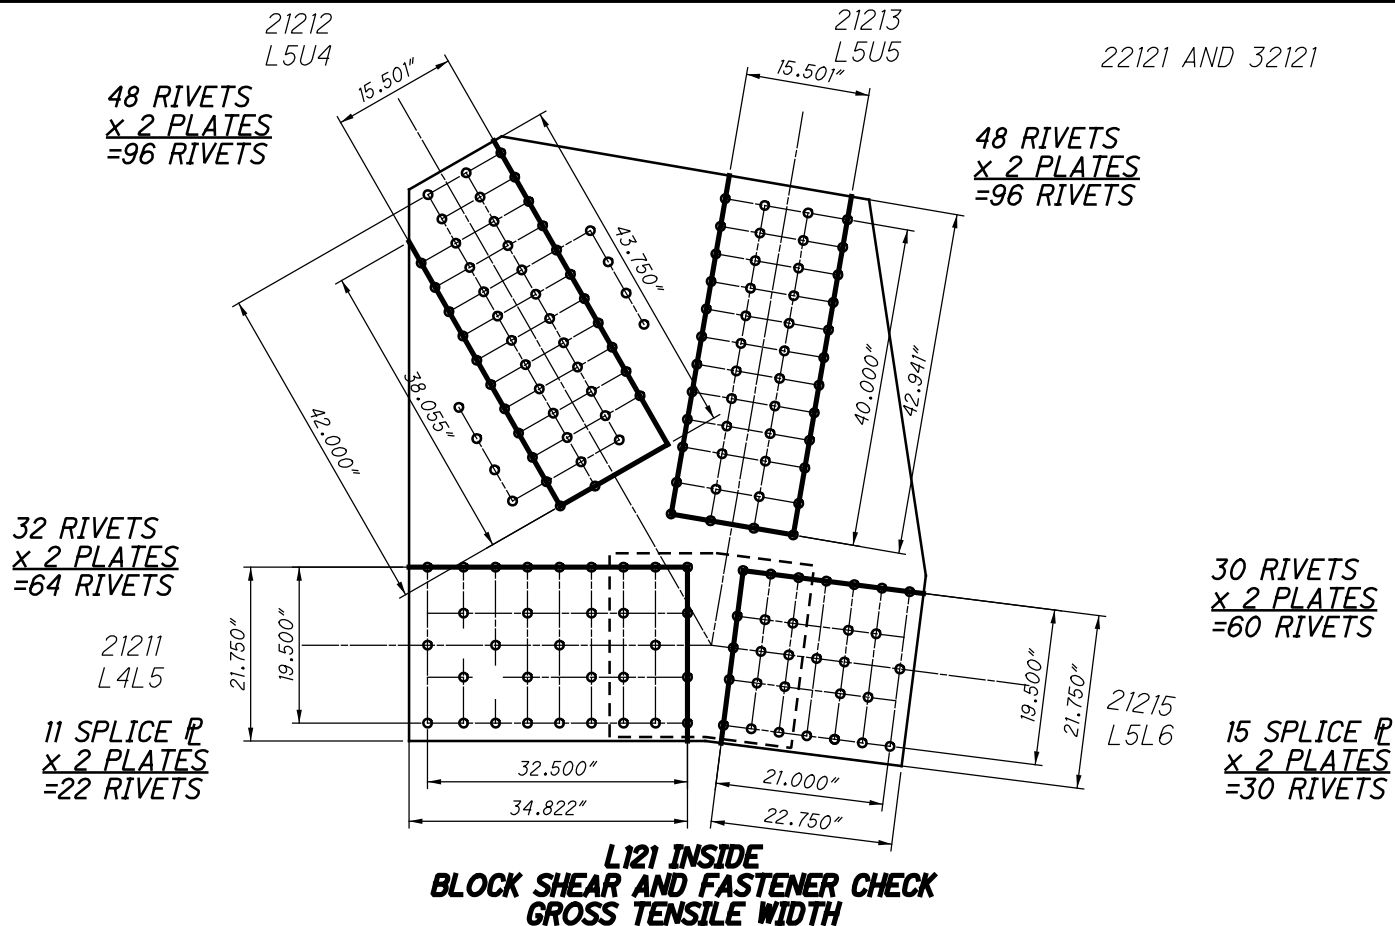 21212
L5U4
21213
L5U5
22121 AND 32121
48 RIVETS
x 2 PLATES
=96 RIVETS
15.501"
15.501"
48 RIVETS
x 2 PLATES
=96 RIVETS
43.750"
38.055"
42.000"
40.000"
42.941"
32 RIVETS
x 2 PLATES
=64 RIVETS
30 RIVETS
x 2 PLATES
=60 RIVETS
21211
L4L5
21.750"
19.500"
19.500"
21.750"
21215
L5L6
11 SPLICE ⅊
x 2 PLATES
=22 RIVETS
15 SPLICE ⅊
x 2 PLATES
=30 RIVETS
32.500"
34.822"
21.000"
22.750"
L121 INSIDE
BLOCK SHEAR AND FASTENER CHECK
GROSS TENSILE WIDTH